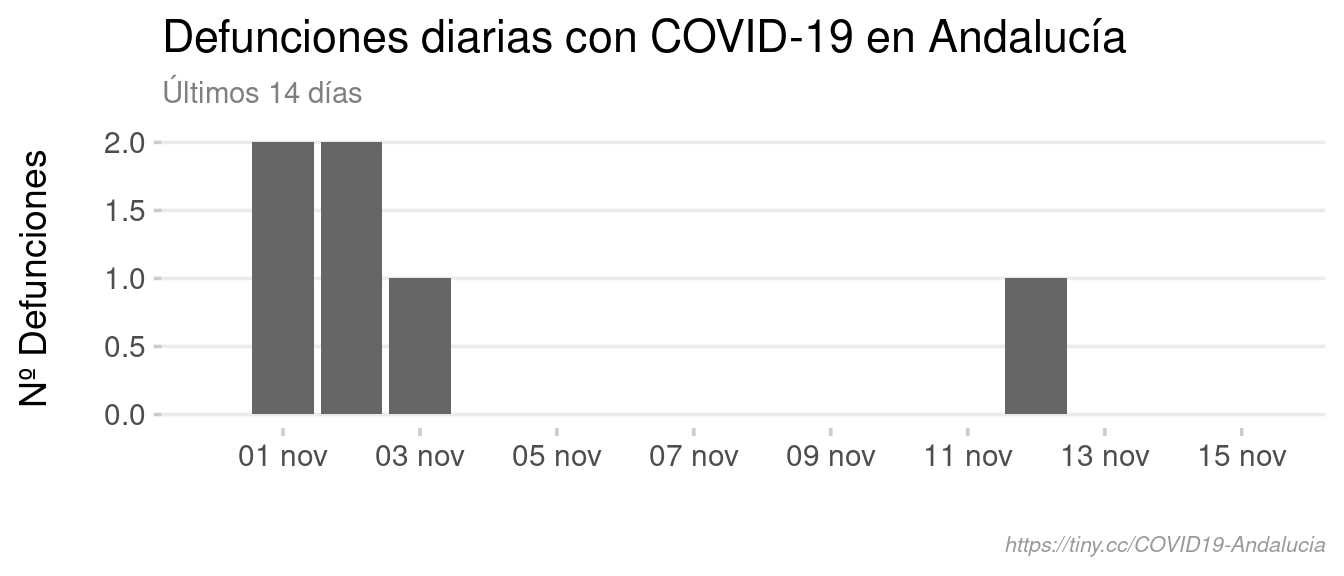 Defunciones diarias con COVID-19 en Andalucía
Últimos 14 días
Nº Defunciones
2.0
1.5
1.0
0.5
0.0
01 nov 03 nov 05 nov 07 nov 09 nov 11 nov 13 nov 15 nov
https://tiny.cc/COVID19-Andalucia